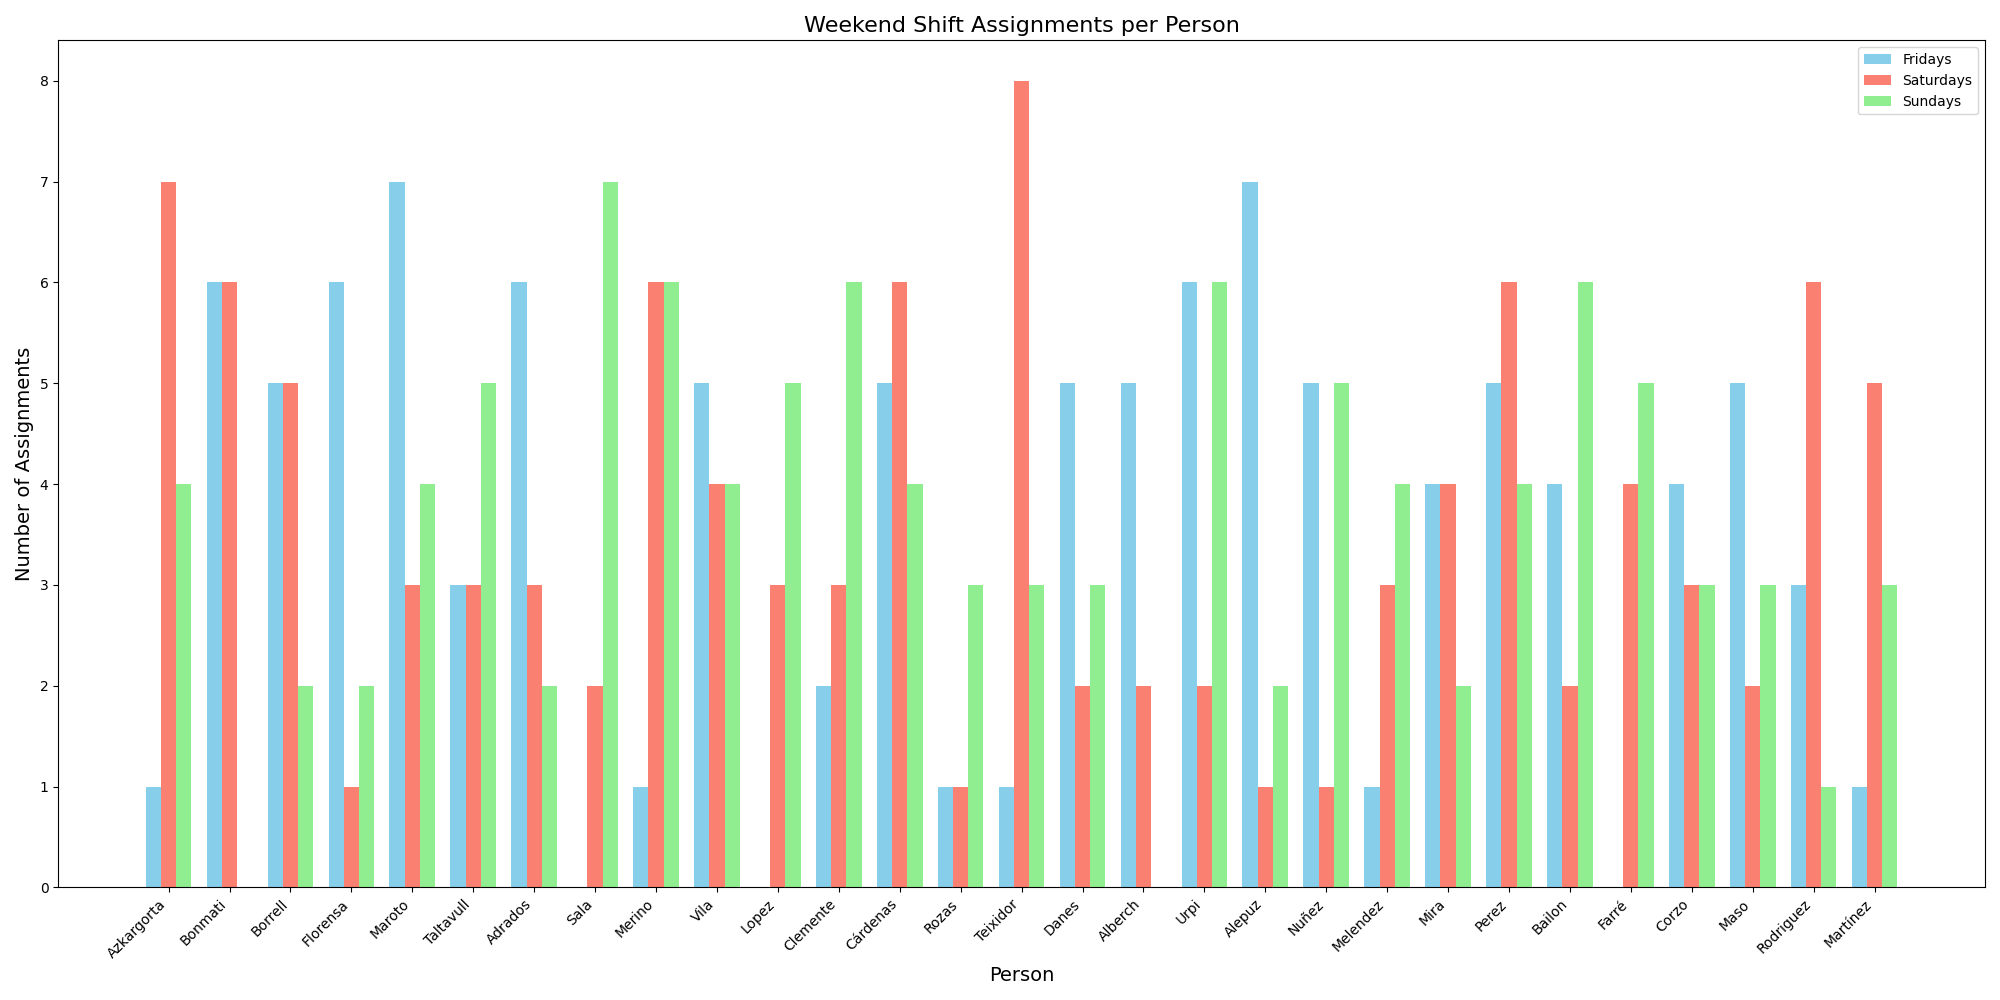 Weekend Shift Assignments per Person
Fridays
Saturdays
Sundays
Number of Assignments
8
7
6
5
4
3
2
1
0
Azkargorta
Bonmati
Borrell
Florensa
Maroto
Taltavull
Adrados
Sala
Merino
Vila
Lopez
Clemente
Cárdenas
Rozas
Teixidor
Danes
Alberch
Urpi
Alepuz
Nuñez
Melendez
Mira
Perez
Bailon
Farré
Corzo
Maso
Rodriguez
Martínez
Person